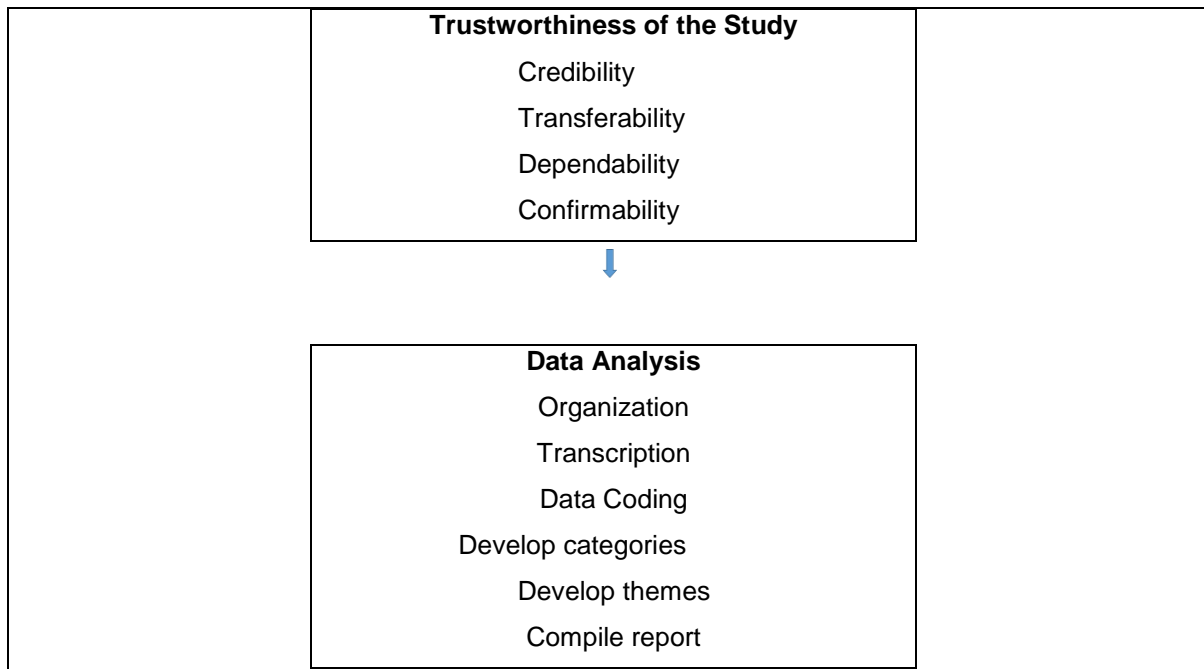 Trustworthiness of the Study
Credibility
Transferability
Dependability
Confirmability
Data Analysis
Organization
Transcription
Data Coding
Develop categories
Develop themes
Compile report